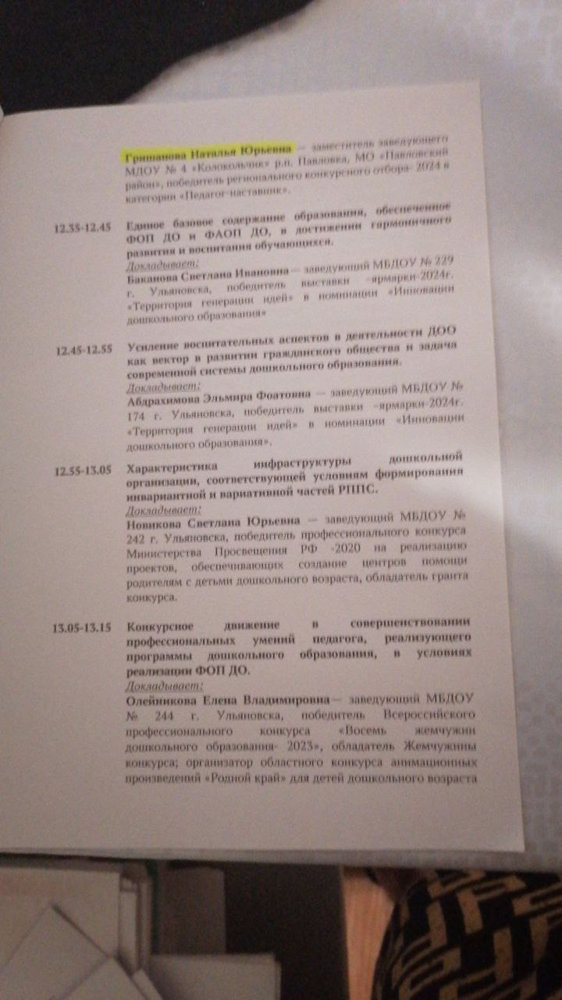 Гришанова Наталья Юрьевна — заместитель заведующего
МДОУ № 4 «Колокольчик» р.п. Павловка, МО «Павловский
район», победитель регионального конкурсного отбора- 2024 в
категории «Педагог-наставник».
12.35-12.45 Единое базовое содержание образования, обеспеченное
ФОП ДО и ФАОП ДО, в достижении гармоничного
развития и воспитания обучающихся.
Докладывает:
Баканова Светлана Ивановна — заведующий МБДОУ № 229
г. Ульяновска, победитель выставки -ярмарки-2024г.
«Территория генерации идей» в номинации «Инновации
дошкольного образования»
12.45-12.55 Усиление воспитательных аспектов в деятельности ДОО
как вектор в развитии гражданского общества и задача
современной системы дошкольного образования.
Докладывает:
Абдрахимова Эльмира Фоатовна — заведующий МБДОУ №
174 г. Ульяновска, победитель выставки -ярмарки-2024г.
«Территория генерации идей» в номинации «Инновации
дошкольного образования».
12.55-13.05 Характеристика инфраструктуры дошкольной
организации, соответствующей условиям формирования
инвариантной и вариативной частей РППС.
Докладывает:
Новикова Светлана Юрьевна — заведующий МБДОУ №
242 г. Ульяновска, победитель профессионального конкурса
Министерства Просвещения РФ -2020 на реализацию
проектов, обеспечивающих создание центров помощи
родителям с детьми дошкольного возраста, обладатель гранта
конкурса.
13.05-13.15 Конкурсное движение в совершенствовании
профессиональных умений педагога, реализующего
программы дошкольного образования, в условиях
реализации ФОП ДО.
Докладывает:
Олейникова Елена Владимировна— заведующий МБДОУ
№ 244 г. Ульяновска, победитель Всероссийского
профессионального конкурса «Восемь жемчужин
дошкольного образования- 2023», обладатель Жемчужины
конкурса; организатор областного конкурса анимационных
произведений «Родной край» для детей дошкольного возраста